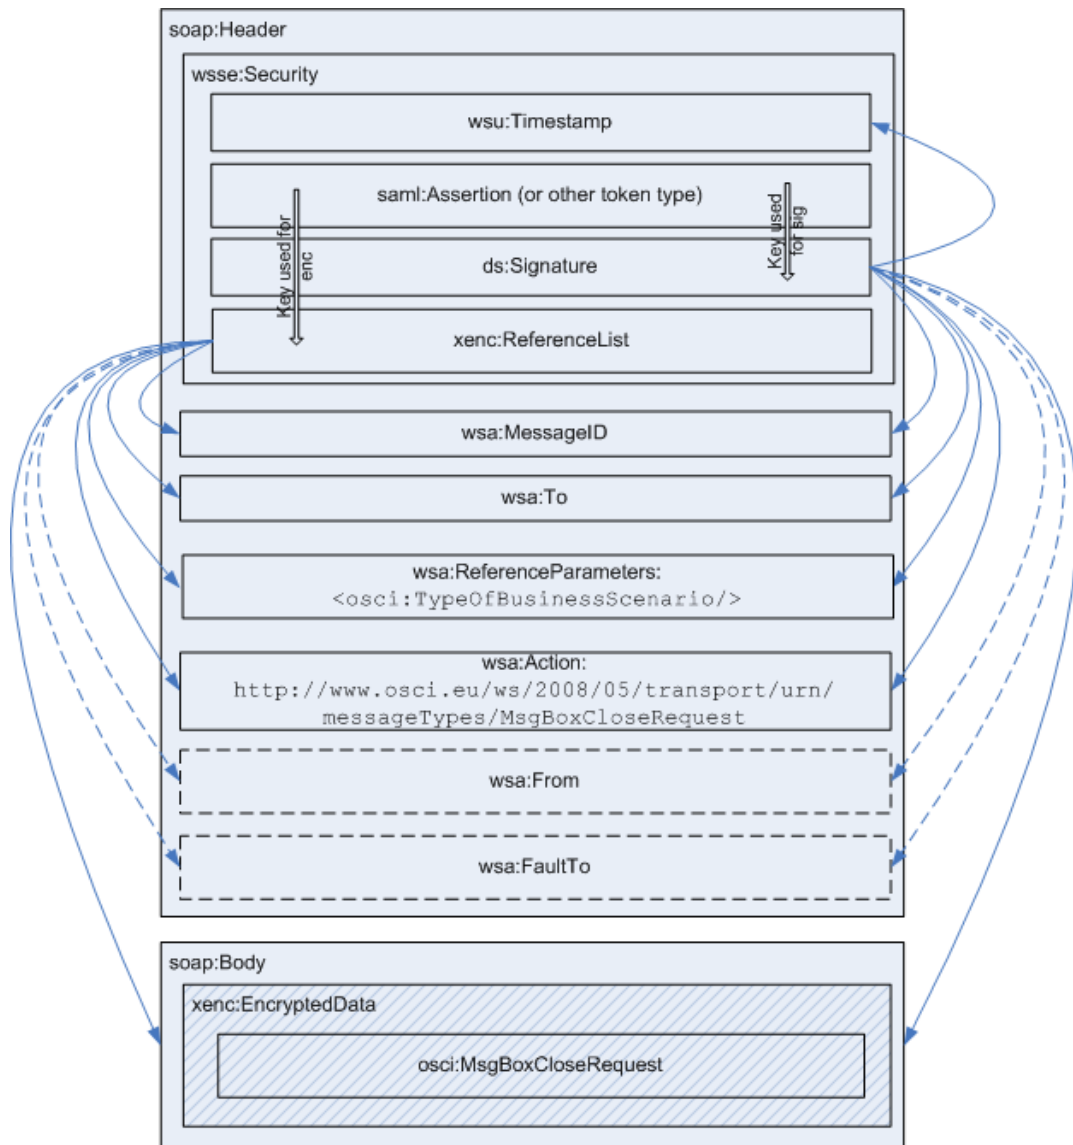 soap:Header
wsse:Security
wsu:Timestamp
saml:Assertion (or other token type)
Key used for
enc
Key used
for sig
ds:Signature
xenc:ReferenceList
wsa:MessageID
wsa:To
wsa:ReferenceParameters:
<osci:TypeOfBusinessScenario/>
wsa:Action:
http://www.osci.eu/ws/2008/05/transport/urn/
messageTypes/MsgBoxCloseRequest
wsa:From
wsa:FaultTo
soap:Body
xenc:EncryptedData
osci:MsgBoxCloseRequest